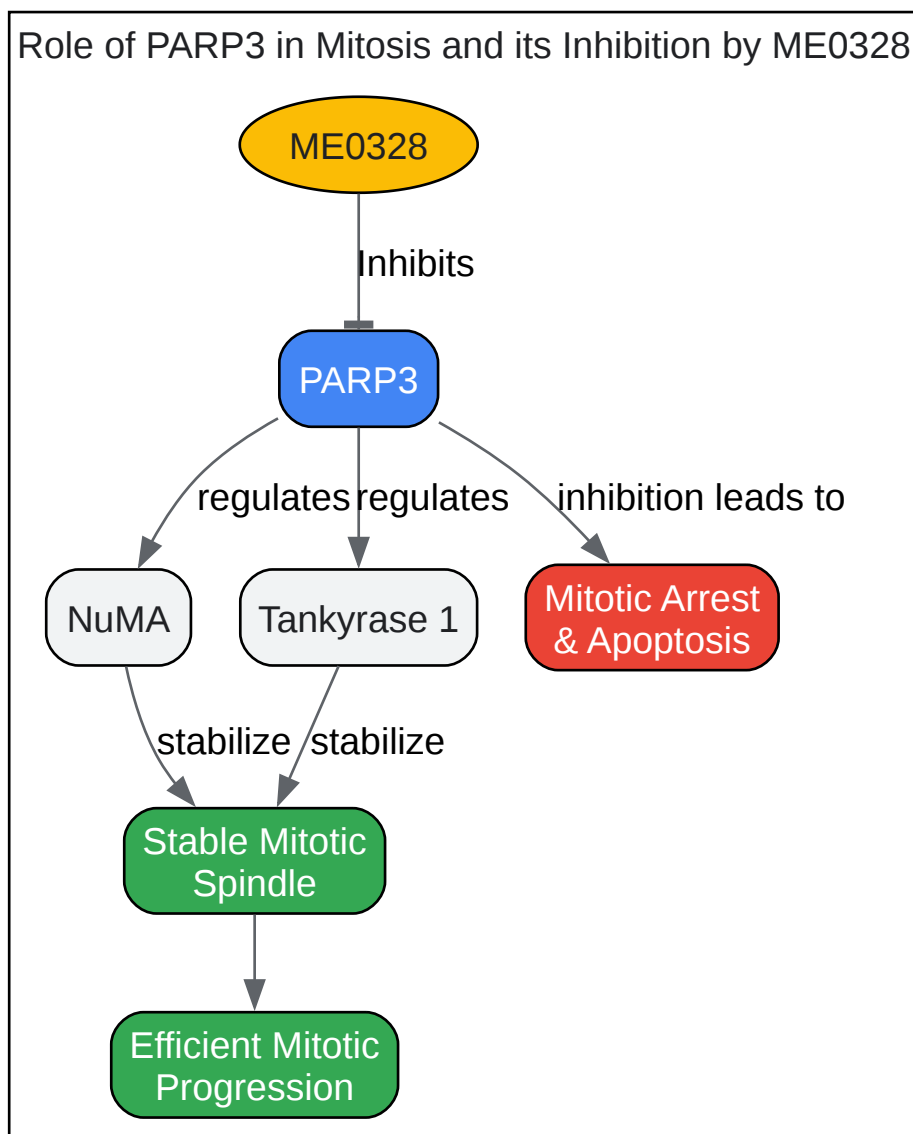 Role of PARP3 in Mitosis and its Inhibition by ME0328
ME0328
Inhibits
PARP3
regulates
regulates
inhibition leads to
NuMA
Tankyrase 1
Mitotic Arrest
& Apoptosis
stabilize
stabilize
Stable Mitotic
Spindle
Efficient Mitotic
Progression